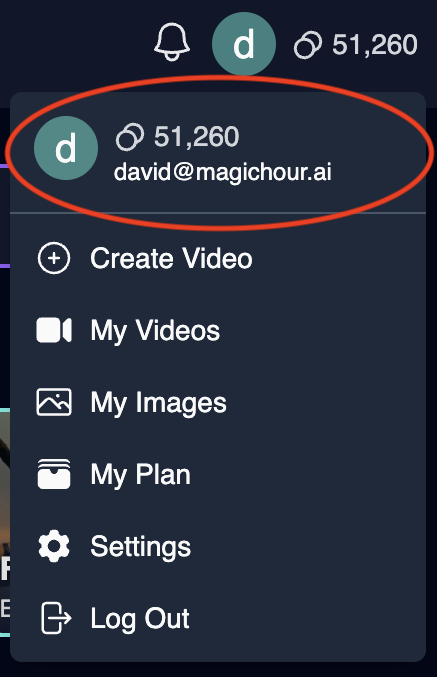 d 51,260
d 51,260
david@magichour.ai
Create Video
My Videos
My Images
My Plan
F
Settings
E
Log Out